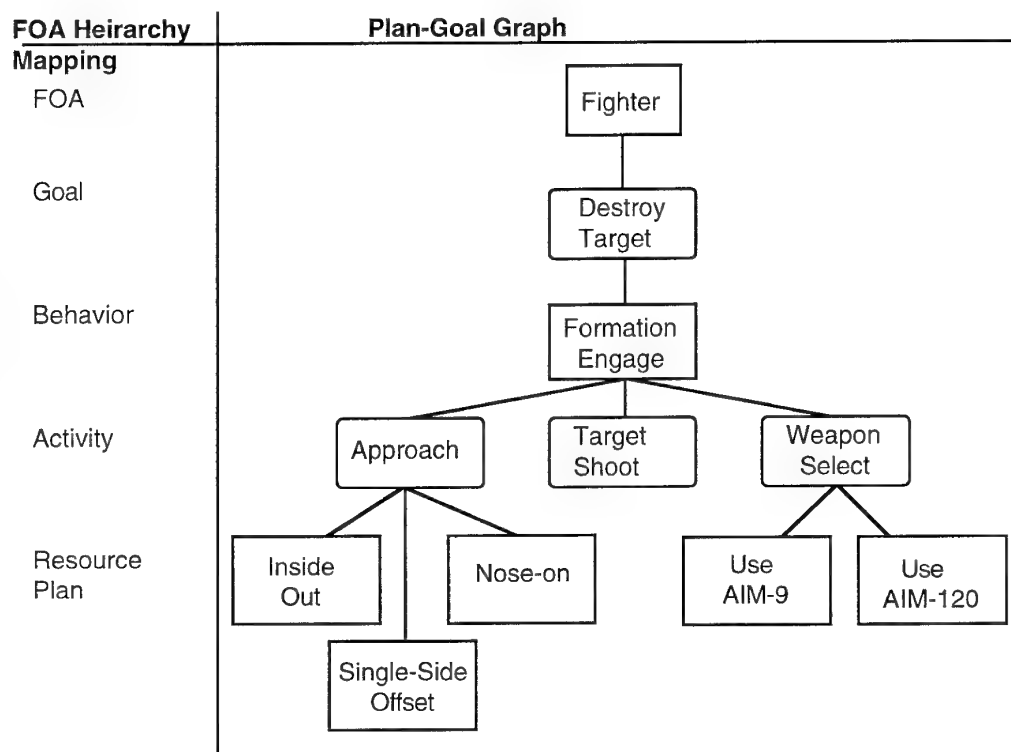 FOA Heirarchy
Mapping
Plan-Goal Graph
FOA
Fighter
Goal
Destroy
Target
Behavior
Formation
Engage
Activity
Approach
Target
Shoot
Weapon
Select
Resource
Plan
Inside
Out
Nose-on
Use
AIM-9
Use
AIM-120
Single-Side
Offset